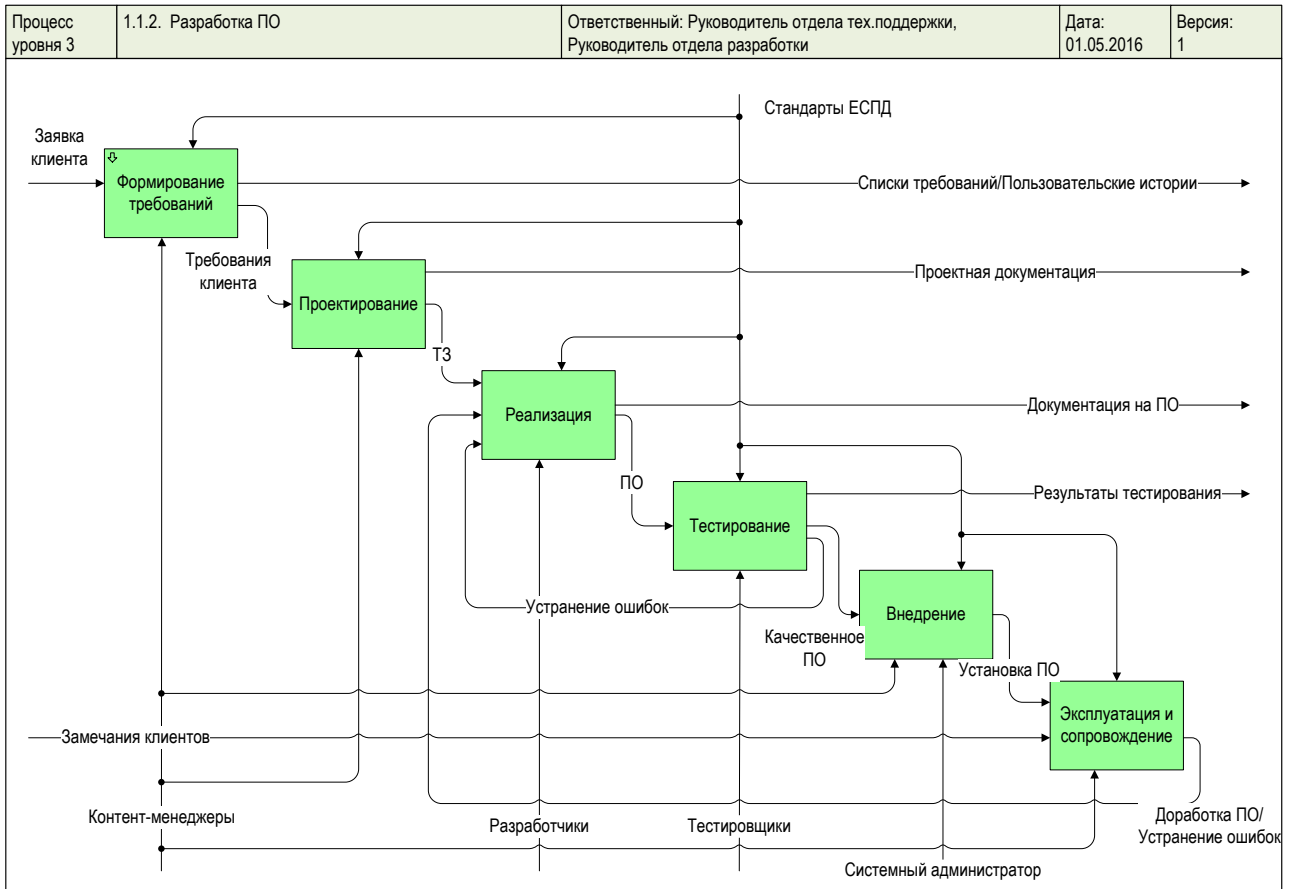 Процесс
уровня 3
1.1.2.  Разработка ПО
Ответственный: Руководитель отдела тех.поддержки,
Руководитель отдела разработки
Дата:
01.05.2016
Версия:
1
Стандарты ЕСПД
Заявка
клиента
Формирование
требований
Списки требований/Пользовательские истории
Требования
клиента
Проектирование
Проектная документация
ТЗ
Реализация
Документация на ПО
ПО
Тестирование
Результаты тестирования
Устранение ошибок
Качественное
ПО
Внедрение
Установка ПО
Эксплуатация и
сопровождение
Замечания клиентов
Контент-менеджеры
Разработчики
Тестировщики
Системный администратор
Доработка ПО/
Устранение ошибок